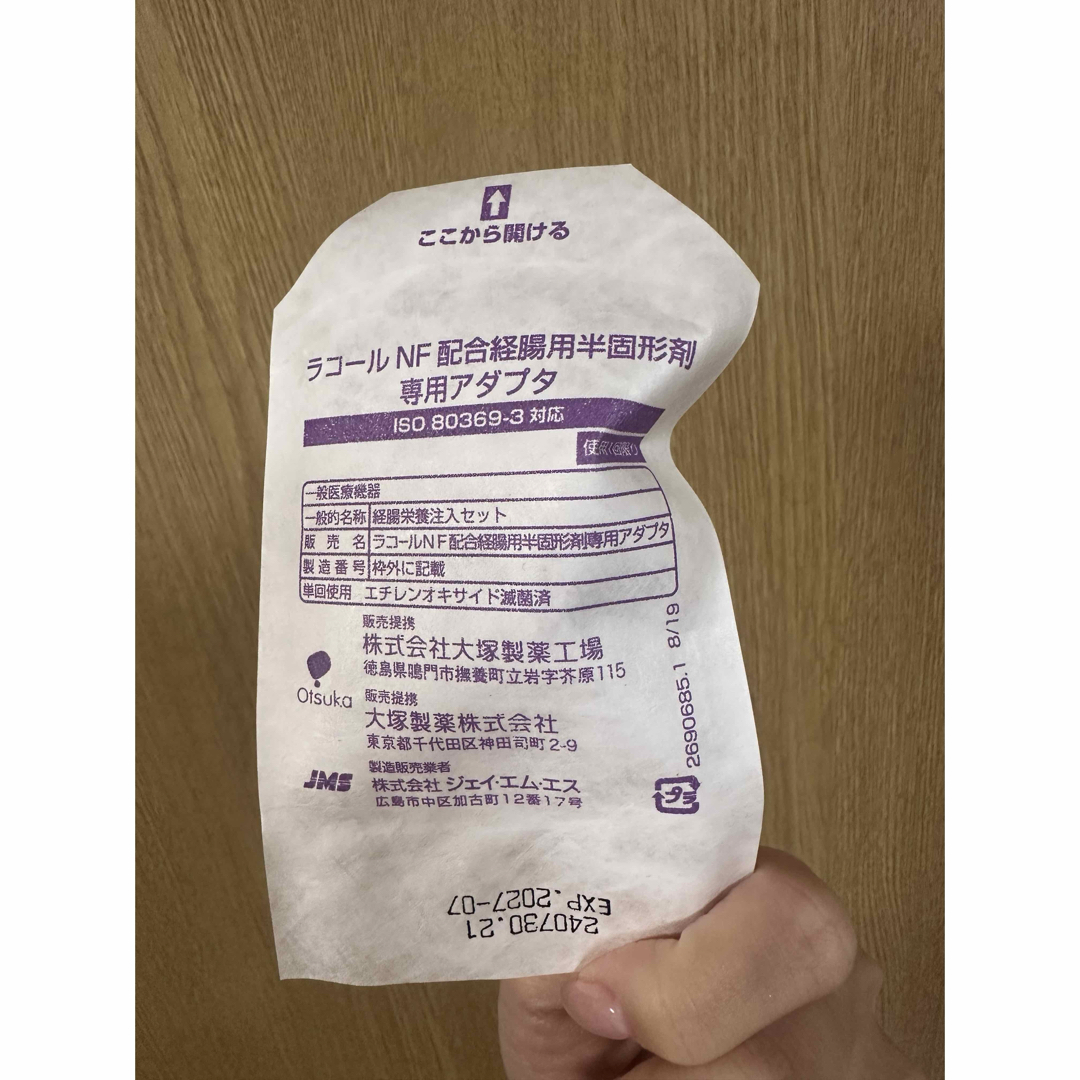 ここから開ける
ラコール NF 配合経腸用半固形剤
専用アダプタ
ISO 80369-3 対応
使用1回限り
一般医療機器
一般的名称 経腸栄養注入セット
販売名 ラコールNF配合経腸用半固形剤専用アダプタ
製造番号 枠外に記載
単回使用 エチレンオキサイド滅菌済
販売提携
株式会社大塚製薬工場
徳島県鳴門市撫養町立岩字芥原115
Otsuka
販売提携
大塚製薬株式会社
東京都千代田区神田司町2-9
JMS
製造販売業者
株式会社 ジェイ・エム・エス
広島市中区加古町12番17号
2690685.1 8/19
プラ
240730.21
EXP.2027-07